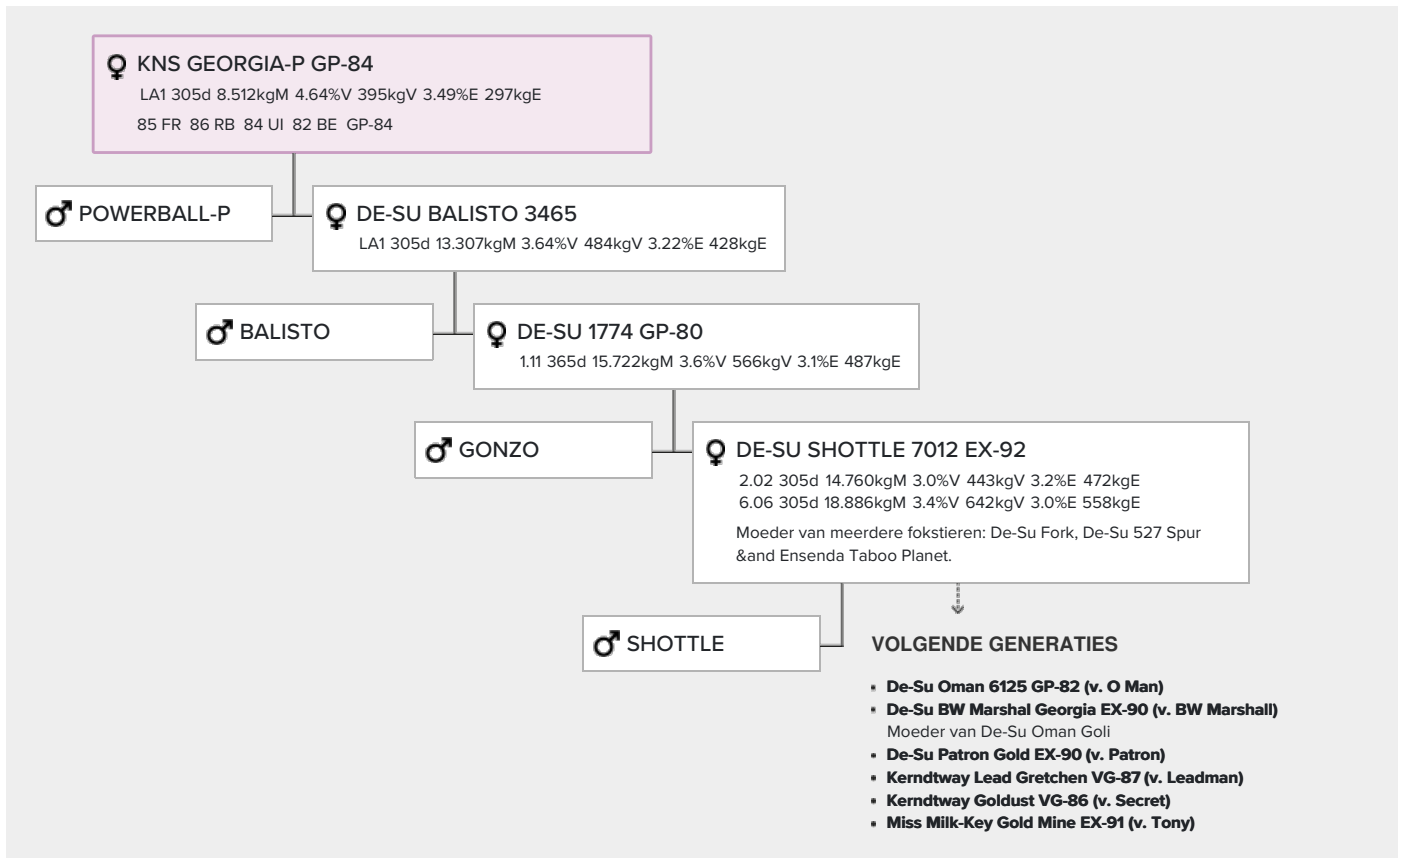 KNS GEORGIA-P GP-84
LA1 305d 8.512kgM 4.64%V 395kgV 3.49%E 297kgE
85 FR 86 RB 84 UI 82 BE GP-84
POWERBALL-P
DE-SU BALISTO 3465
LA1 305d 13.307kgM 3.64%V 484kgV 3.22%E 428kgE
BALISTO
DE-SU 1774 GP-80
1.11 365d 15.722kgM 3.6%V 566kgV 3.1%E 487kgE
GONZO
DE-SU SHOTTLE 7012 EX-92
2.02 305d 14.760kgM 3.0%V 443kgV 3.2%E 472kgE
6.06 305d 18.886kgM 3.4%V 642kgV 3.0%E 558kgE
Moeder van meerdere fokstieren: De-Su Fork, De-Su 527 Spur
&and Ensenda Taboo Planet.
SHOTTLE
VOLGENDE GENERATIES
De-Su Oman 6125 GP-82 (v. O Man)
De-Su BW Marshal Georgia EX-90 (v. BW Marshall)
Moeder van De-Su Oman Goli
De-Su Patron Gold EX-90 (v. Patron)
Kerndtway Lead Gretchen VG-87 (v. Leadman)
Kerndtway Goldust VG-86 (v. Secret)
Miss Milk-Key Gold Mine EX-91 (v. Tony)